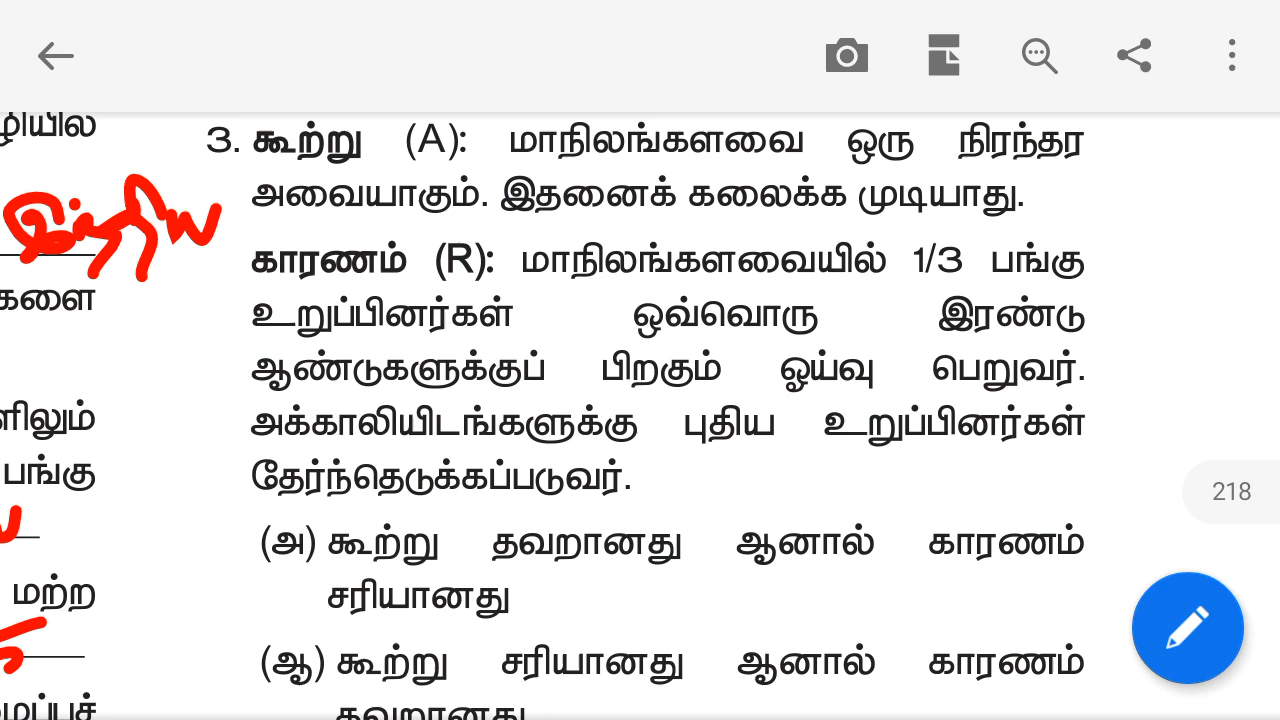 ழியில்
3. கூற்று (A): மாநிலங்களவை ஒரு நிரந்தர
அவையாகும். இதனைக் கலைக்க முடியாது.
காரணம் (R): மாநிலங்களவையில் 1/3 பங்கு
களை
உறுப்பினர்கள் ஒவ்வொரு இரண்டு
ஆண்டுகளுக்குப் பிறகும் ஓய்வு பெறுவர்.
ளிலும்
அக்காலியிடங்களுக்கு புதிய உறுப்பினர்கள்
பங்கு
தேர்ந்தெடுக்கப்படுவர்.
218
(அ) கூற்று தவறானது ஆனால் காரணம்
மற்ற
சரியானது
(ஆ) கூற்று சரியானது ஆனால் காரணம்
தவறானது